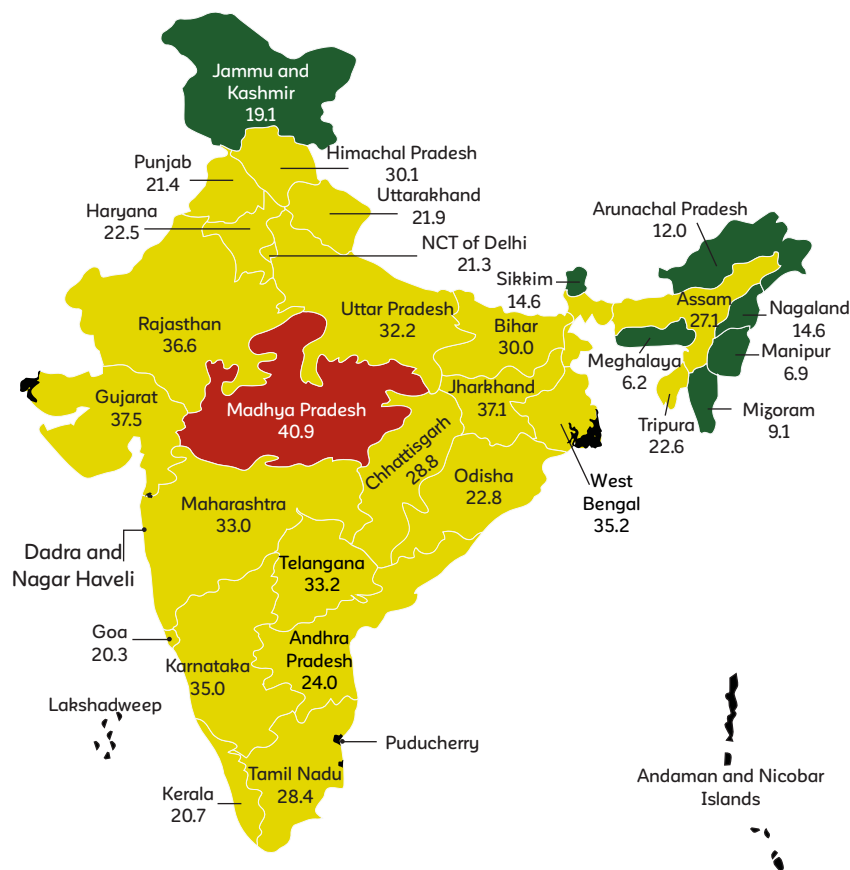 Jammu and
Kashmir
19.1
Himachal Pradesh
30.1
Punjab
21.4
Uttarakhand
21.9
Haryana
22.5
NCT of Delhi
21.3
Arunachal Pradesh
12.0
Sikkim
14.6
Assam
27.1
Nagaland
14.6
Uttar Pradesh
32.2
Bihar
30.0
Rajasthan
36.6
Meghalaya
6.2
Manipur
6.9
Gujarat
37.5
Madhya Pradesh
40.9
Jharkhand
37.1
Mizoram
9.1
Tripura
22.6
Chhattisgarh
28.8
Odisha
22.8
West
Bengal
35.2
Maharashtra
33.0
Dadra and
Nagar Haveli
Telangana
33.2
Goa
20.3
Andhra
Pradesh
24.0
Karnataka
35.0
Lakshadweep
Puducherry
Tamil Nadu
28.4
Kerala
20.7
Andaman and Nicobar
Islands